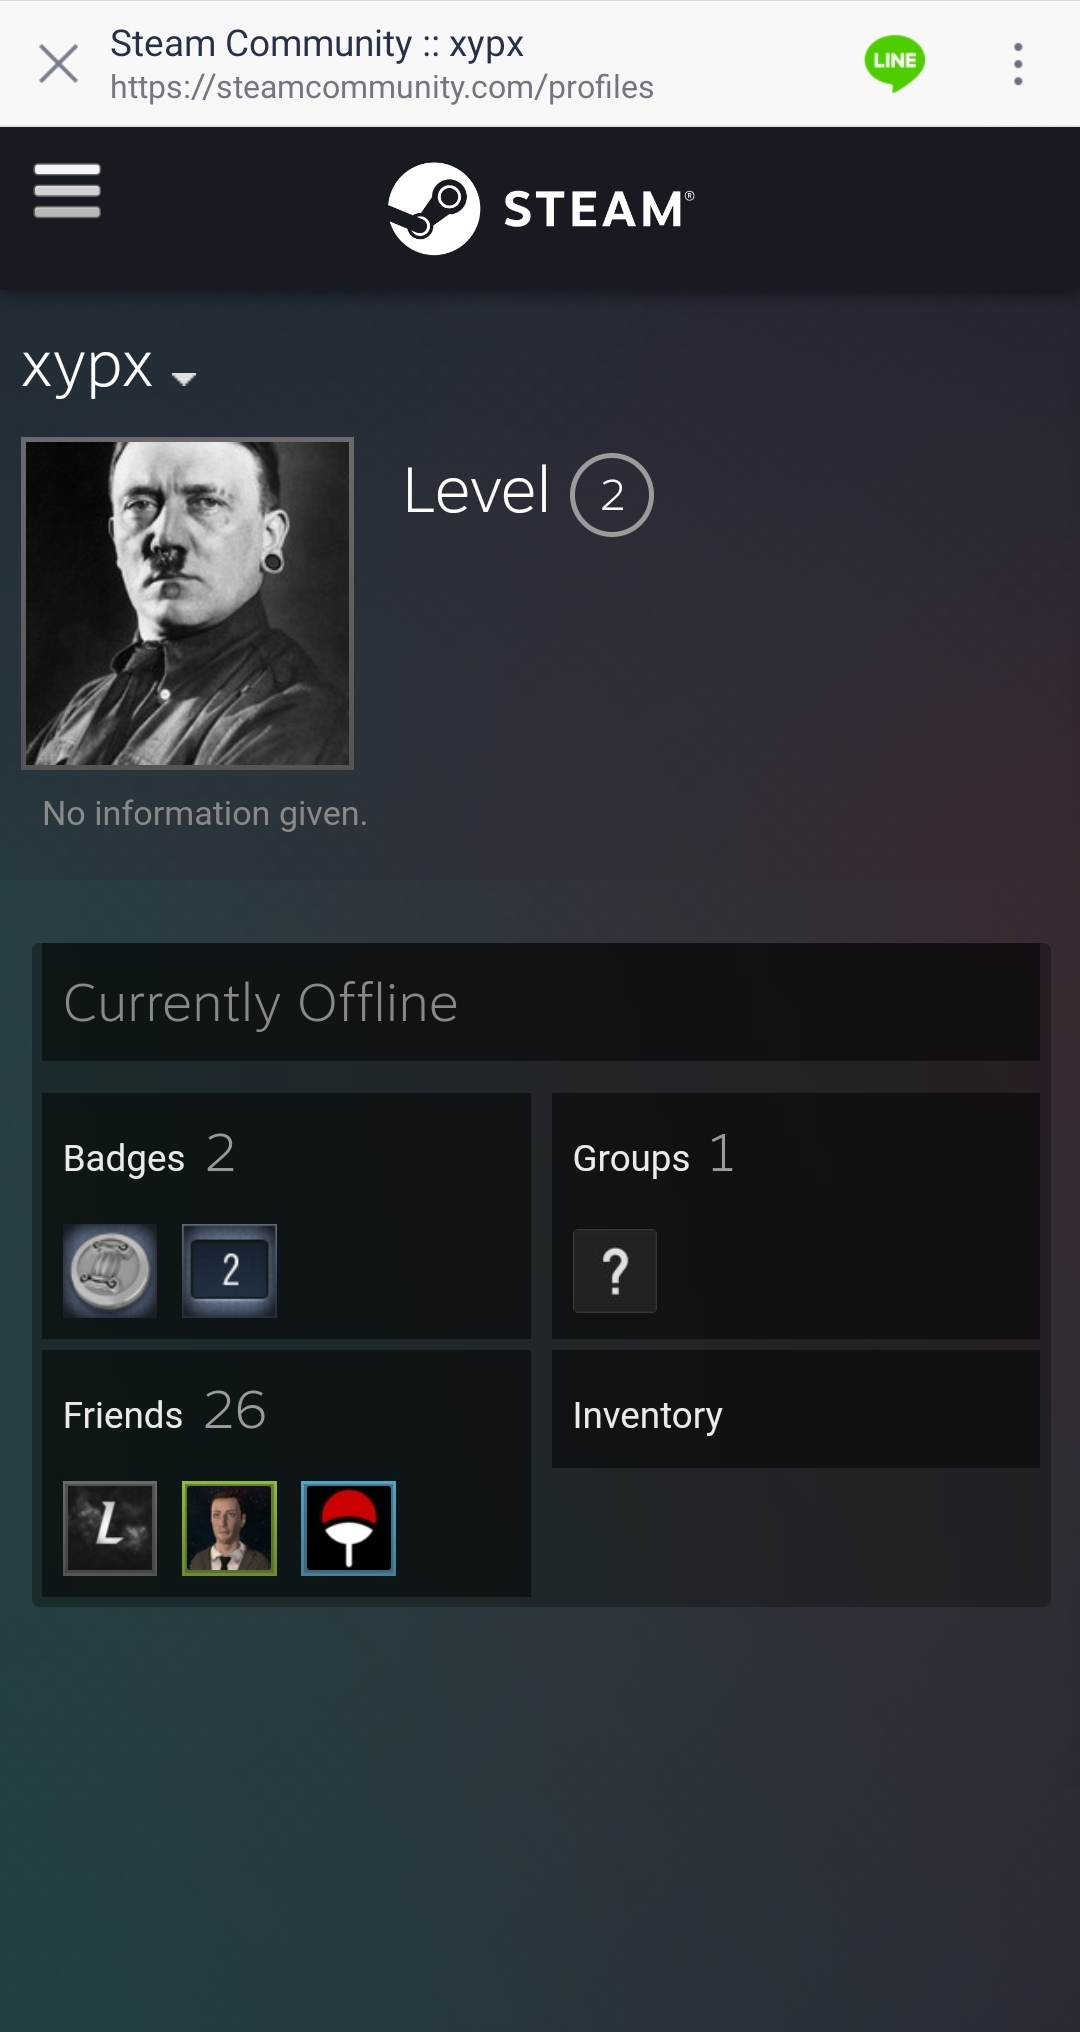 Steam Community :: xypx
https://steamcommunity.com/profiles
LINE
STEAM®
xypx
Level 2
No information given.
Currently Offline
Badges 2
Groups 1
2
?
Friends 26
Inventory
L